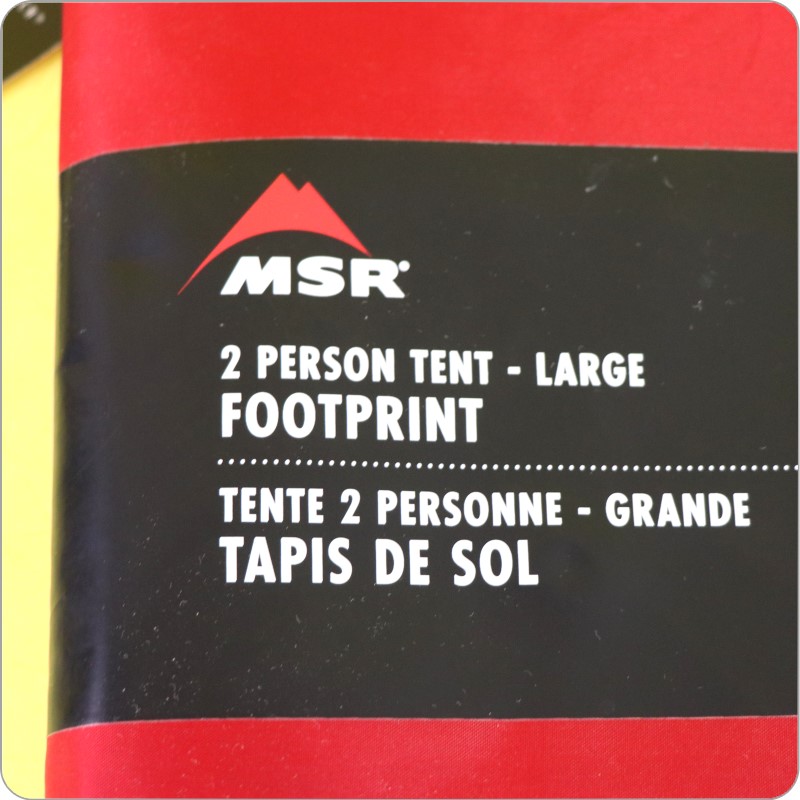 MSR®
2 PERSON TENT - LARGE
FOOTPRINT
TENTE 2 PERSONNE - GRANDE
TAPIS DE SOL